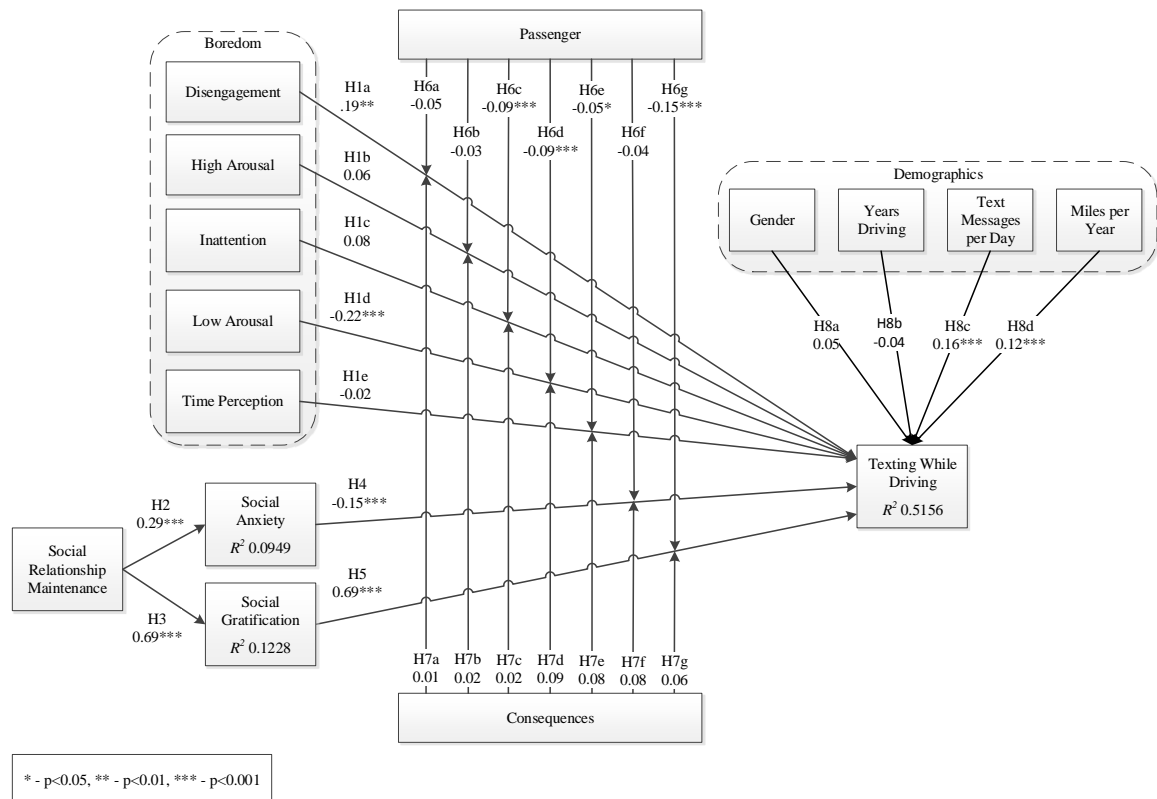 Passenger
Boredom
Disengagement
High Arousal
Inattention
Low Arousal
Time Perception
H1a
.19**
H1b
0.06
H1c
0.08
H1d
-0.22***
H1e
-0.02
H6a
-0.05
H6b
-0.03
H6c
-0.09***
H6d
-0.09***
H6e
-0.05*
H6f
-0.04
H6g
-0.15***
Demographics
Gender
Years
Driving
Text
Messages
per Day
Miles per
Year
H8a
0.05
H8b
-0.04
H8c
0.16***
H8d
0.12***
Texting While
Driving
R² 0.5156
Social
Relationship
Maintenance
H2
0.29***
H3
0.69***
Social
Anxiety
R² 0.0949
Social
Gratification
R² 0.1228
H4
-0.15***
H5
0.69***
H7a
0.01
H7b
0.02
H7c
0.02
H7d
0.09
H7e
0.08
H7f
0.08
H7g
0.06
Consequences
* - p<0.05, ** - p<0.01, *** - p<0.001